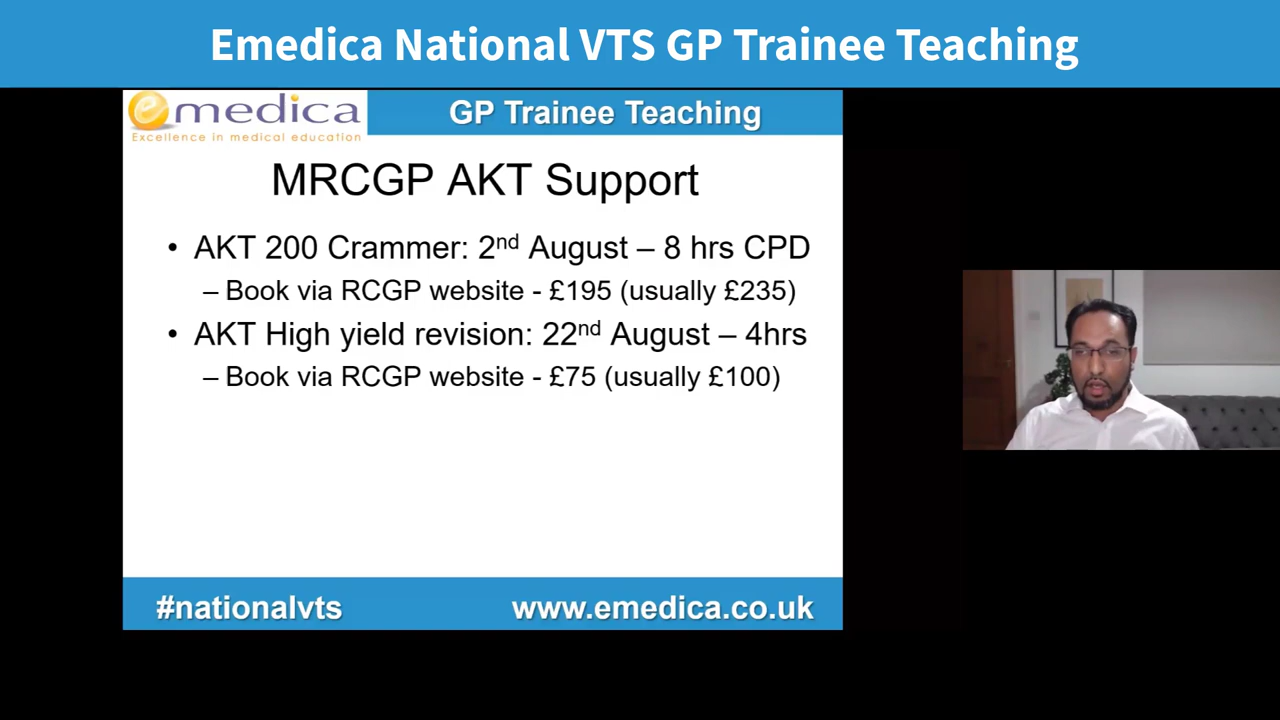 Emedica National VTS GP Trainee Teaching
emedica
Excellence in medical education
GP Trainee Teaching
MRCGP AKT Support
• AKT 200 Crammer: 2nd August – 8 hrs CPD
– Book via RCGP website - £195 (usually £235)
• AKT High yield revision: 22nd August – 4hrs
– Book via RCGP website - £75 (usually £100)
#nationalvts
www.emedica.co.uk